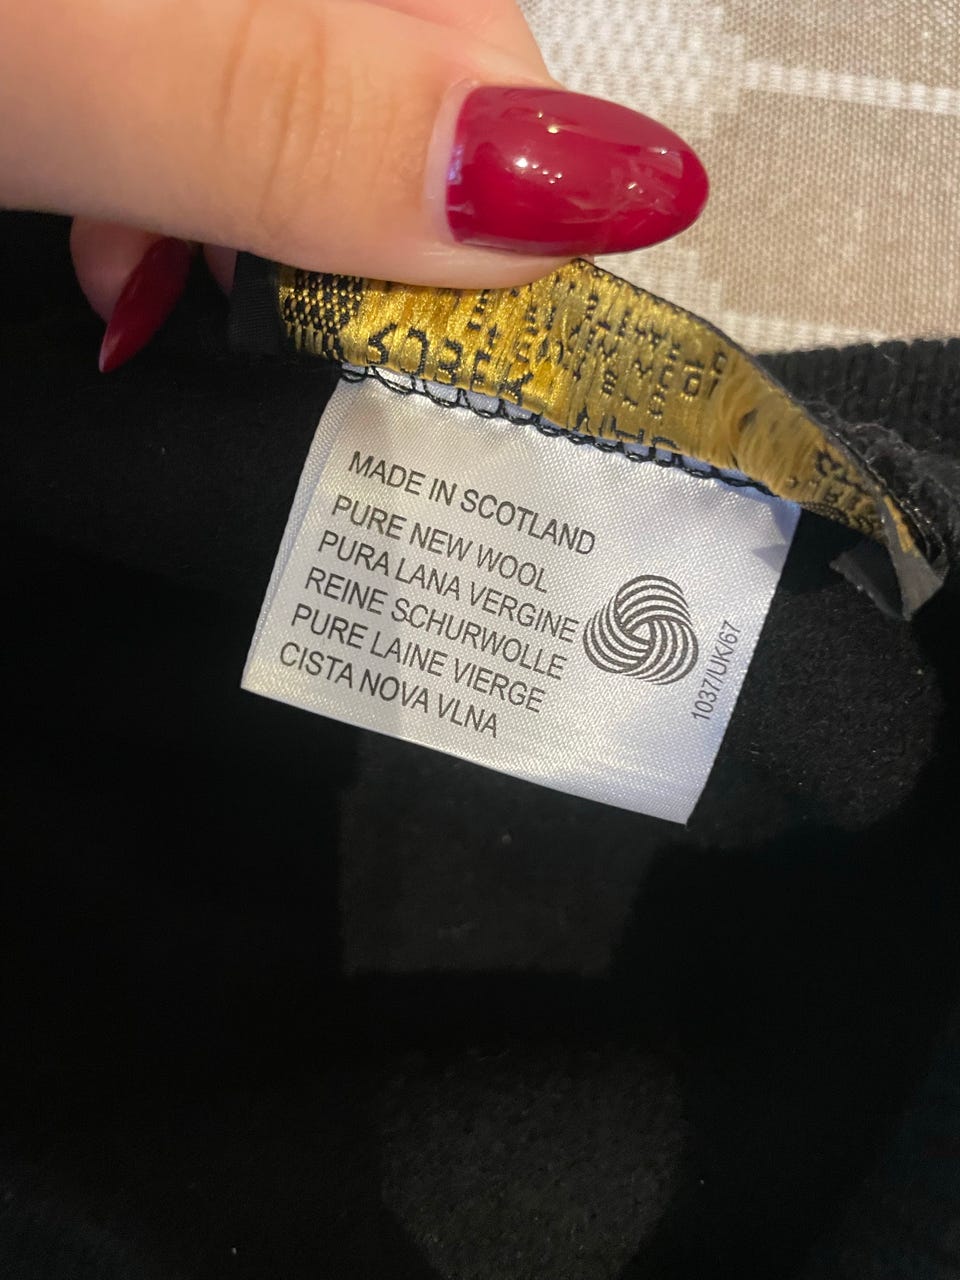 MADE IN SCOTLAND
PURE NEW WOOL
PURA LANA VERGINE
REINE SCHURWOLLE
PURE LAINE VIERGE
CISTA NOVA VLNA
1037/UK/67